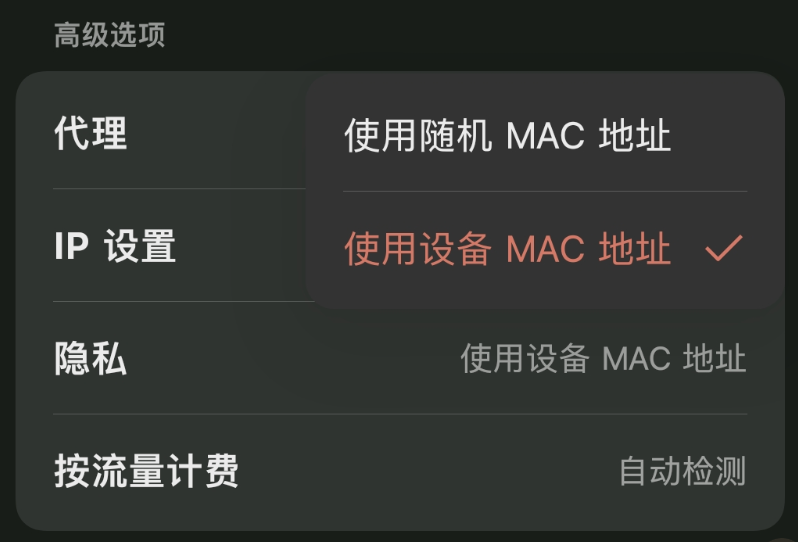 高级选项
代理
使用随机 MAC 地址
IP 设置
使用设备 MAC 地址
隐私
使用设备 MAC 地址
按流量计费
自动检测